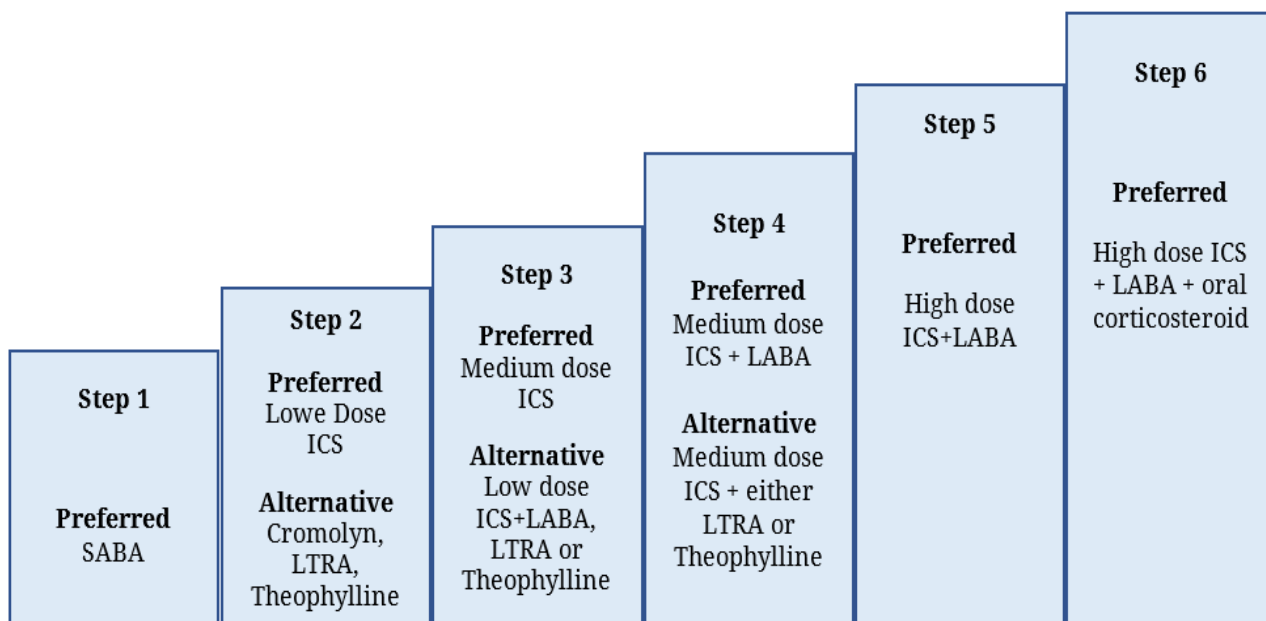 Step 1
Preferred
SABA
Step 2
Preferred
Lowe Dose
ICS
Alternative
Cromolyn,
LTRA,
Theophylline
Step 3
Preferred
Medium dose
ICS
Alternative
Low dose
ICS+LABA,
LTRA or
Theophylline
Step 4
Preferred
Medium dose
ICS + LABA
Alternative
Medium dose
ICS + either
LTRA or
Theophylline
Step 5
Preferred
High dose
ICS+LABA
Step 6
Preferred
High dose ICS
+ LABA + oral
corticosteroid